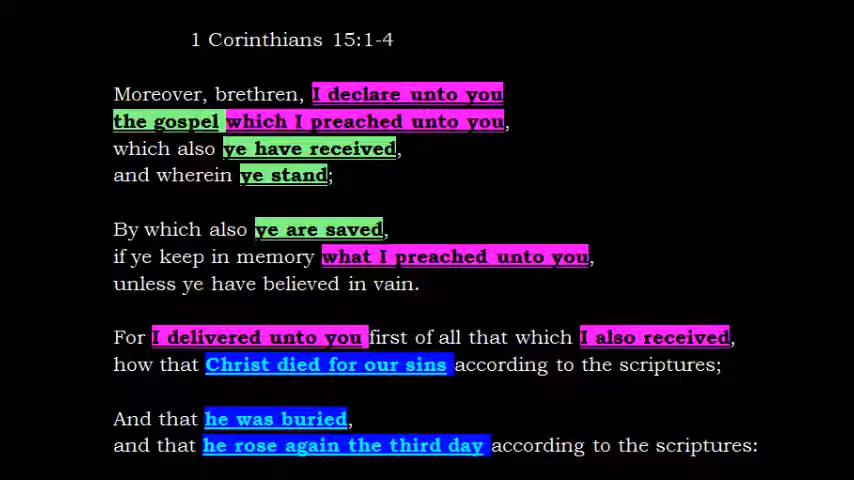 1 Corinthians 15:1-4
Moreover, brethren, I declare unto you
the gospel which I preached unto you,
which also ye have received,
and wherein ye stand;
By which also ye are saved,
if ye keep in memory what I preached unto you,
unless ye have believed in vain.
For I delivered unto you first of all that which I also received,
how that Christ died for our sins according to the scriptures;
And that he was buried,
and that he rose again the third day according to the scriptures: